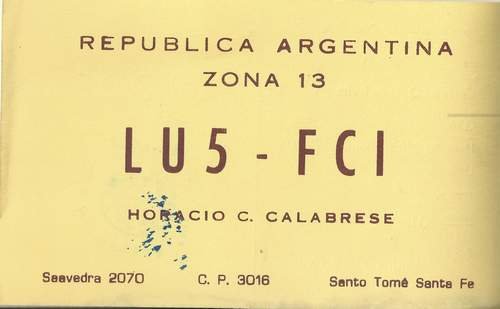 REPUBLICA ARGENTINA
ZONA 13
LU5 - FCI
HORACIO C. CALABRESE
Saavedra 2070 C. P. 3016 Santo Tomé Santa Fe